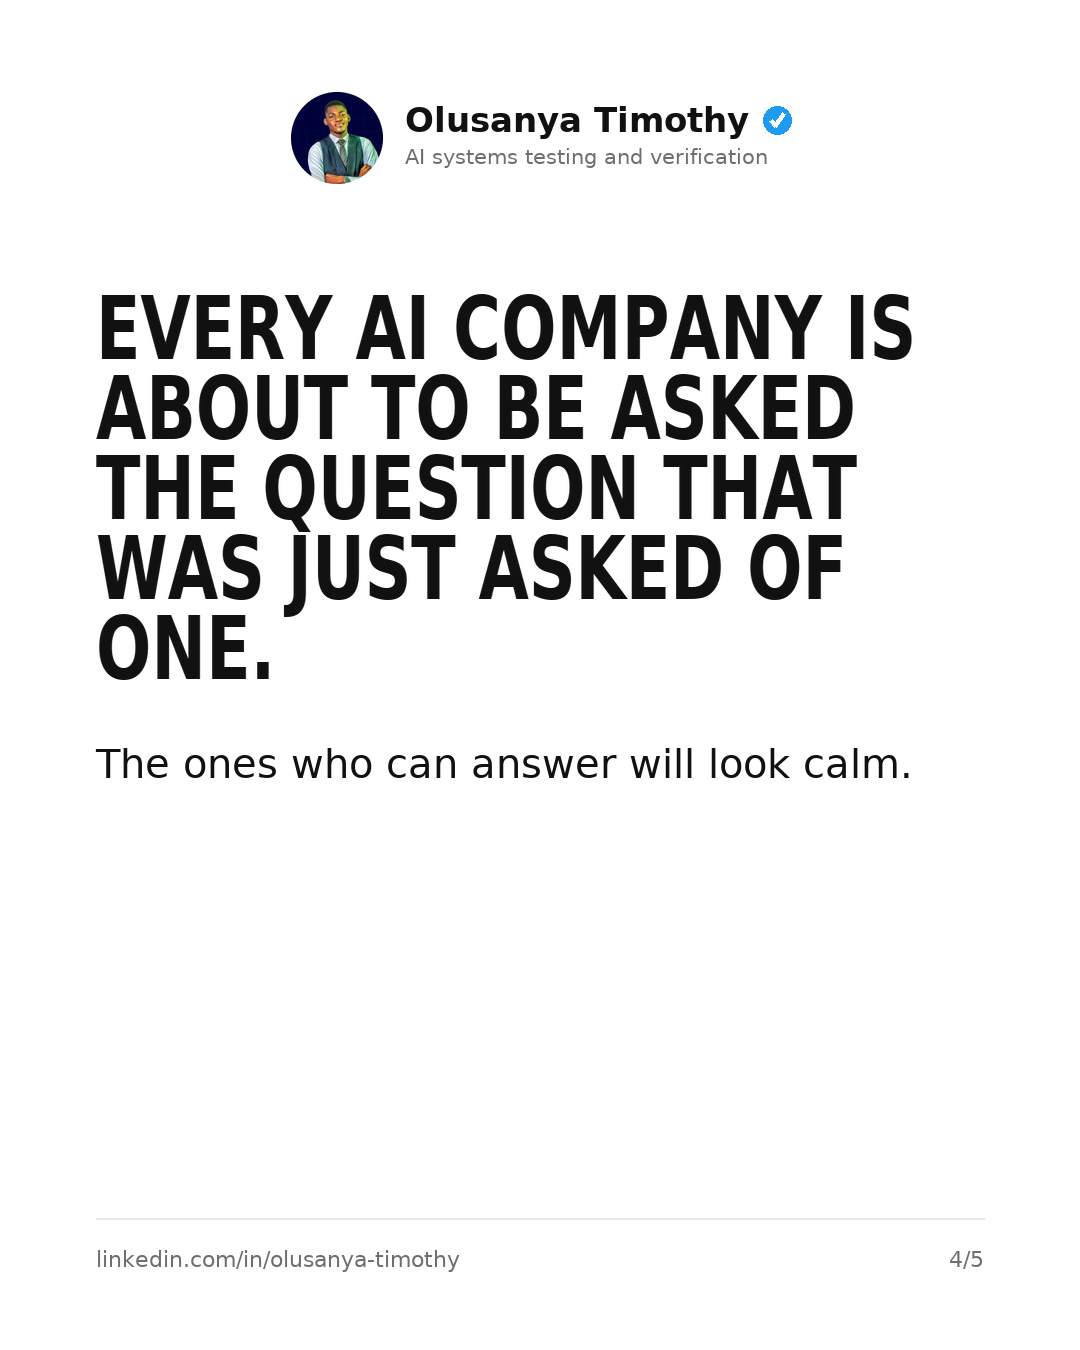 Olusanya Timothy
AI systems testing and verification
EVERY AI COMPANY IS
ABOUT TO BE ASKED
THE QUESTION THAT
WAS JUST ASKED OF
ONE.
The ones who can answer will look calm.
linkedin.com/in/olusanya-timothy
4/5